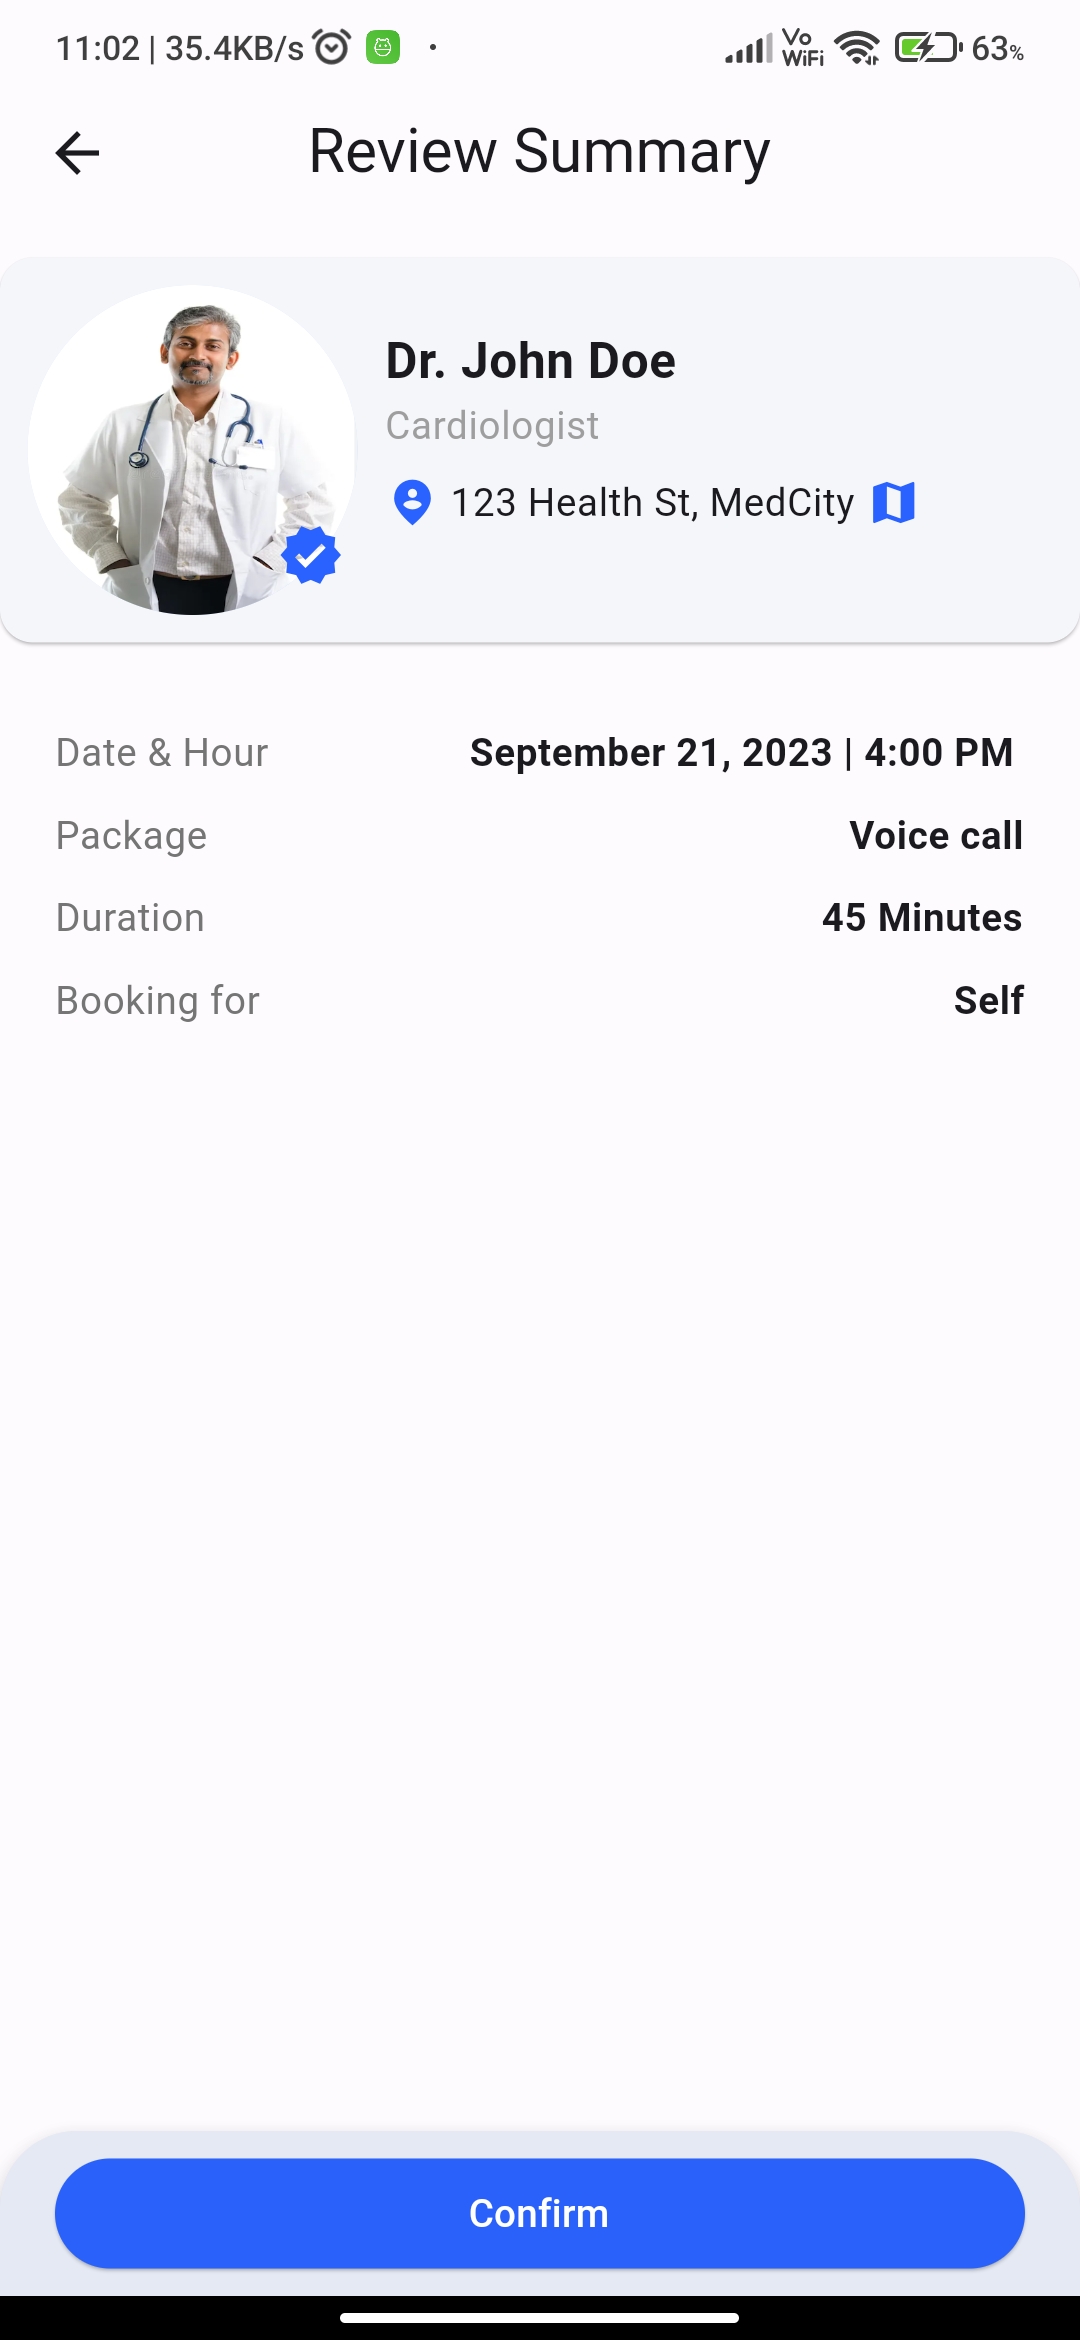 11:02 | 35.4KB/s Vo WiFi 63%
Review Summary
Dr. John Doe
Cardiologist
123 Health St, MedCity
Date & Hour September 21, 2023 | 4:00 PM
Package Voice call
Duration 45 Minutes
Booking for Self
Confirm